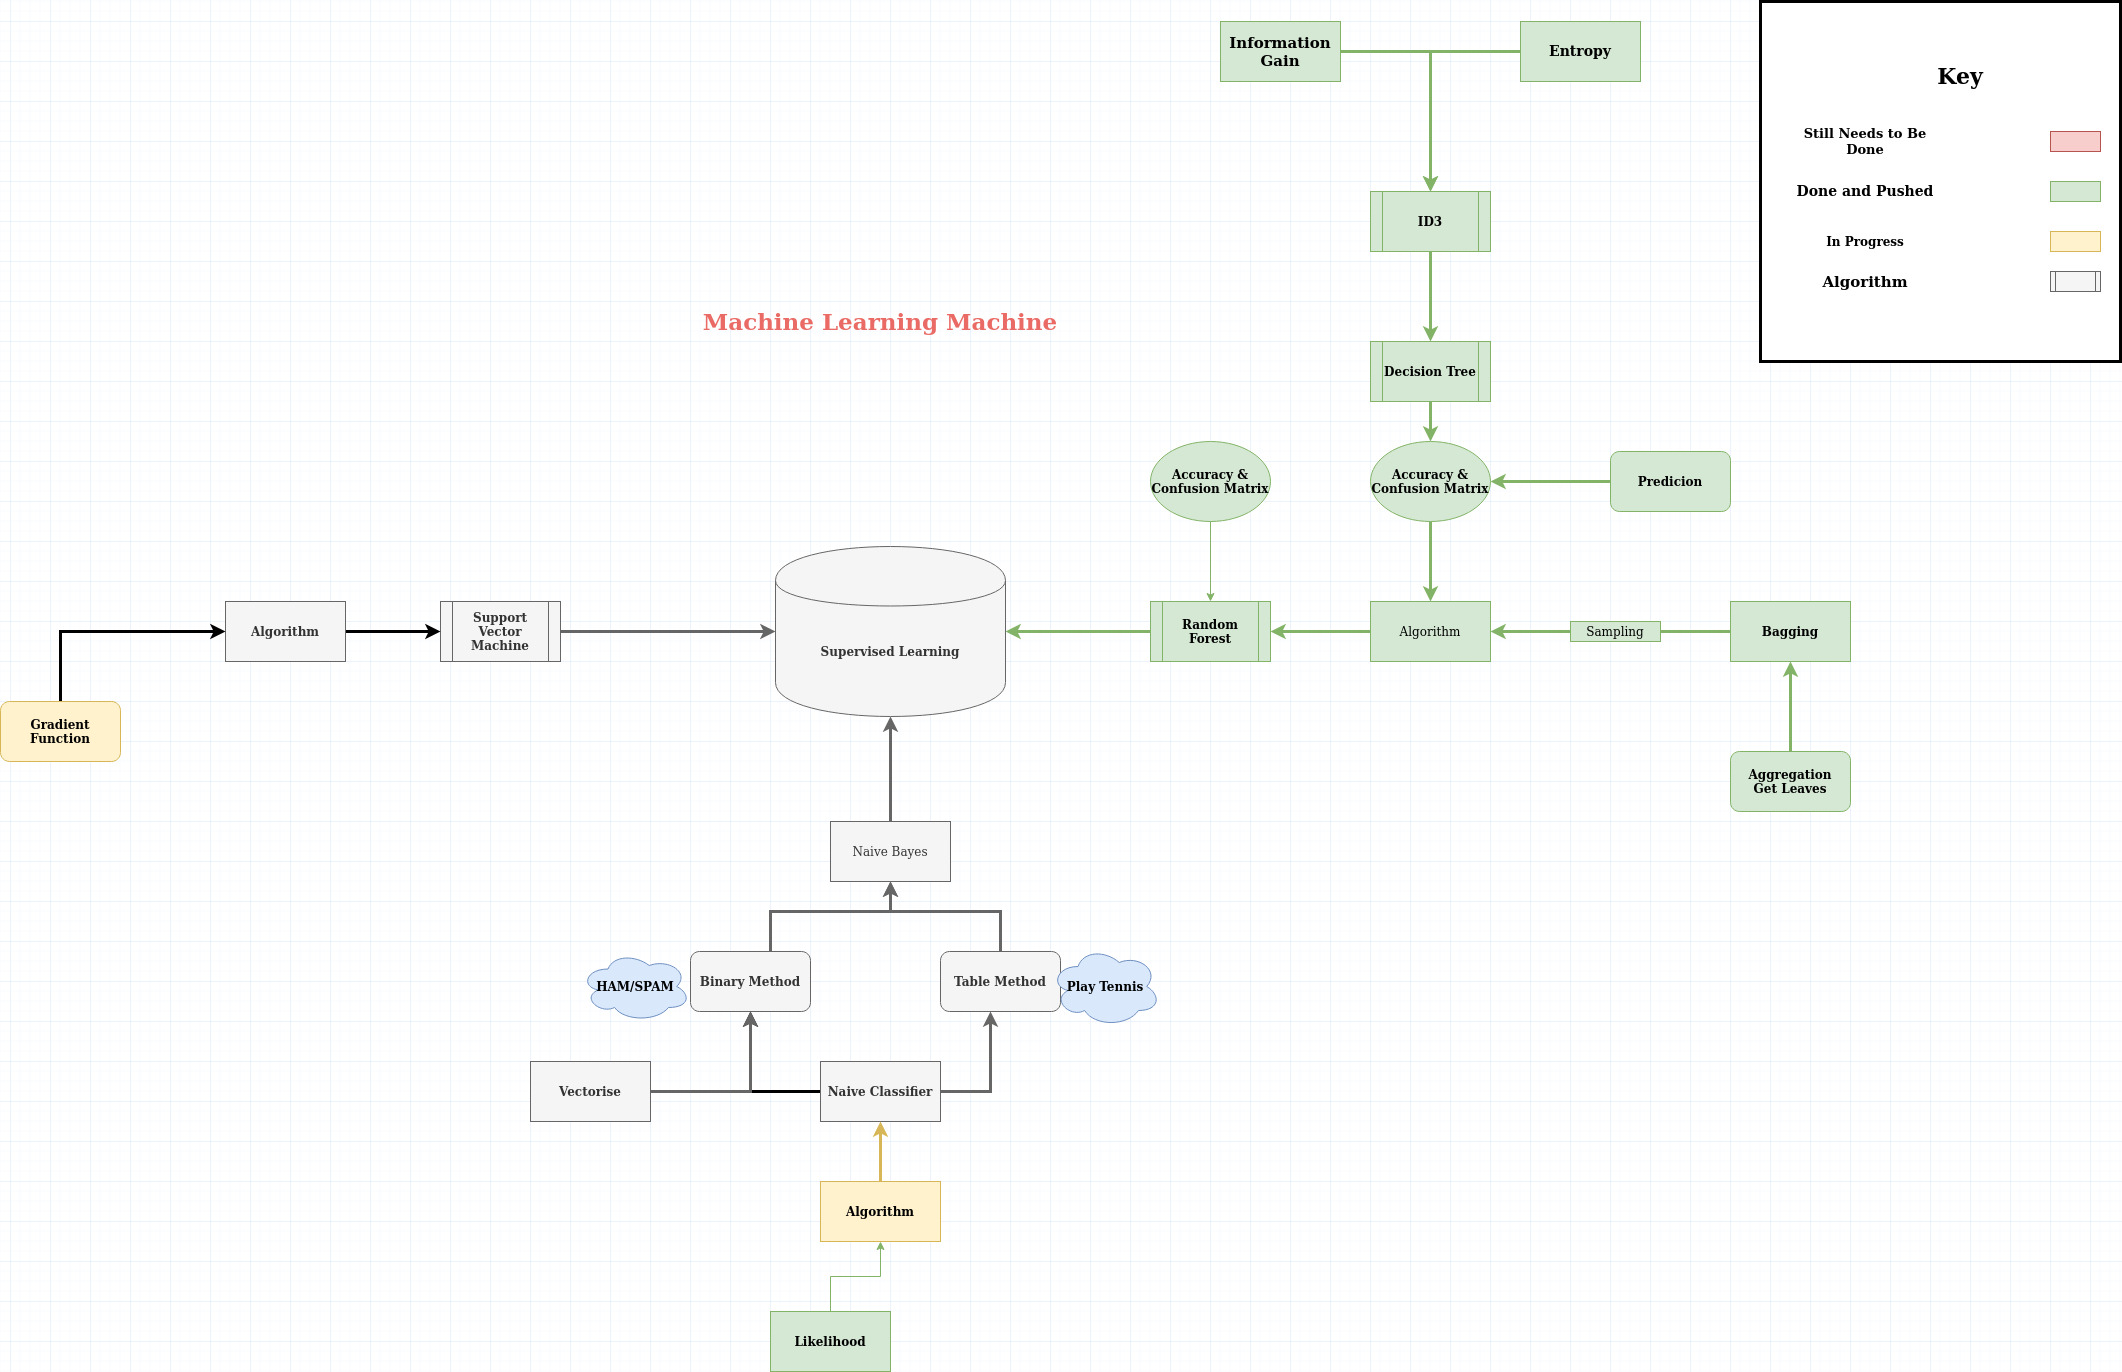 Information
Gain
Entropy
Key
Still Needs to Be
Done
Done and Pushed
ID3
In Progress
Algorithm
Machine Learning Machine
Decision Tree
Accuracy &
Confusion Matrix
Accuracy &
Confusion Matrix
Predicion
Algorithm
Support
Vector
Machine
Supervised Learning
Random
Forest
Algorithm
Sampling
Bagging
Gradient
Function
Aggregation
Get Leaves
Naive Bayes
HAM/SPAM
Binary Method
Table Method
Play Tennis
Vectorise
Naive Classifier
Algorithm
Likelihood